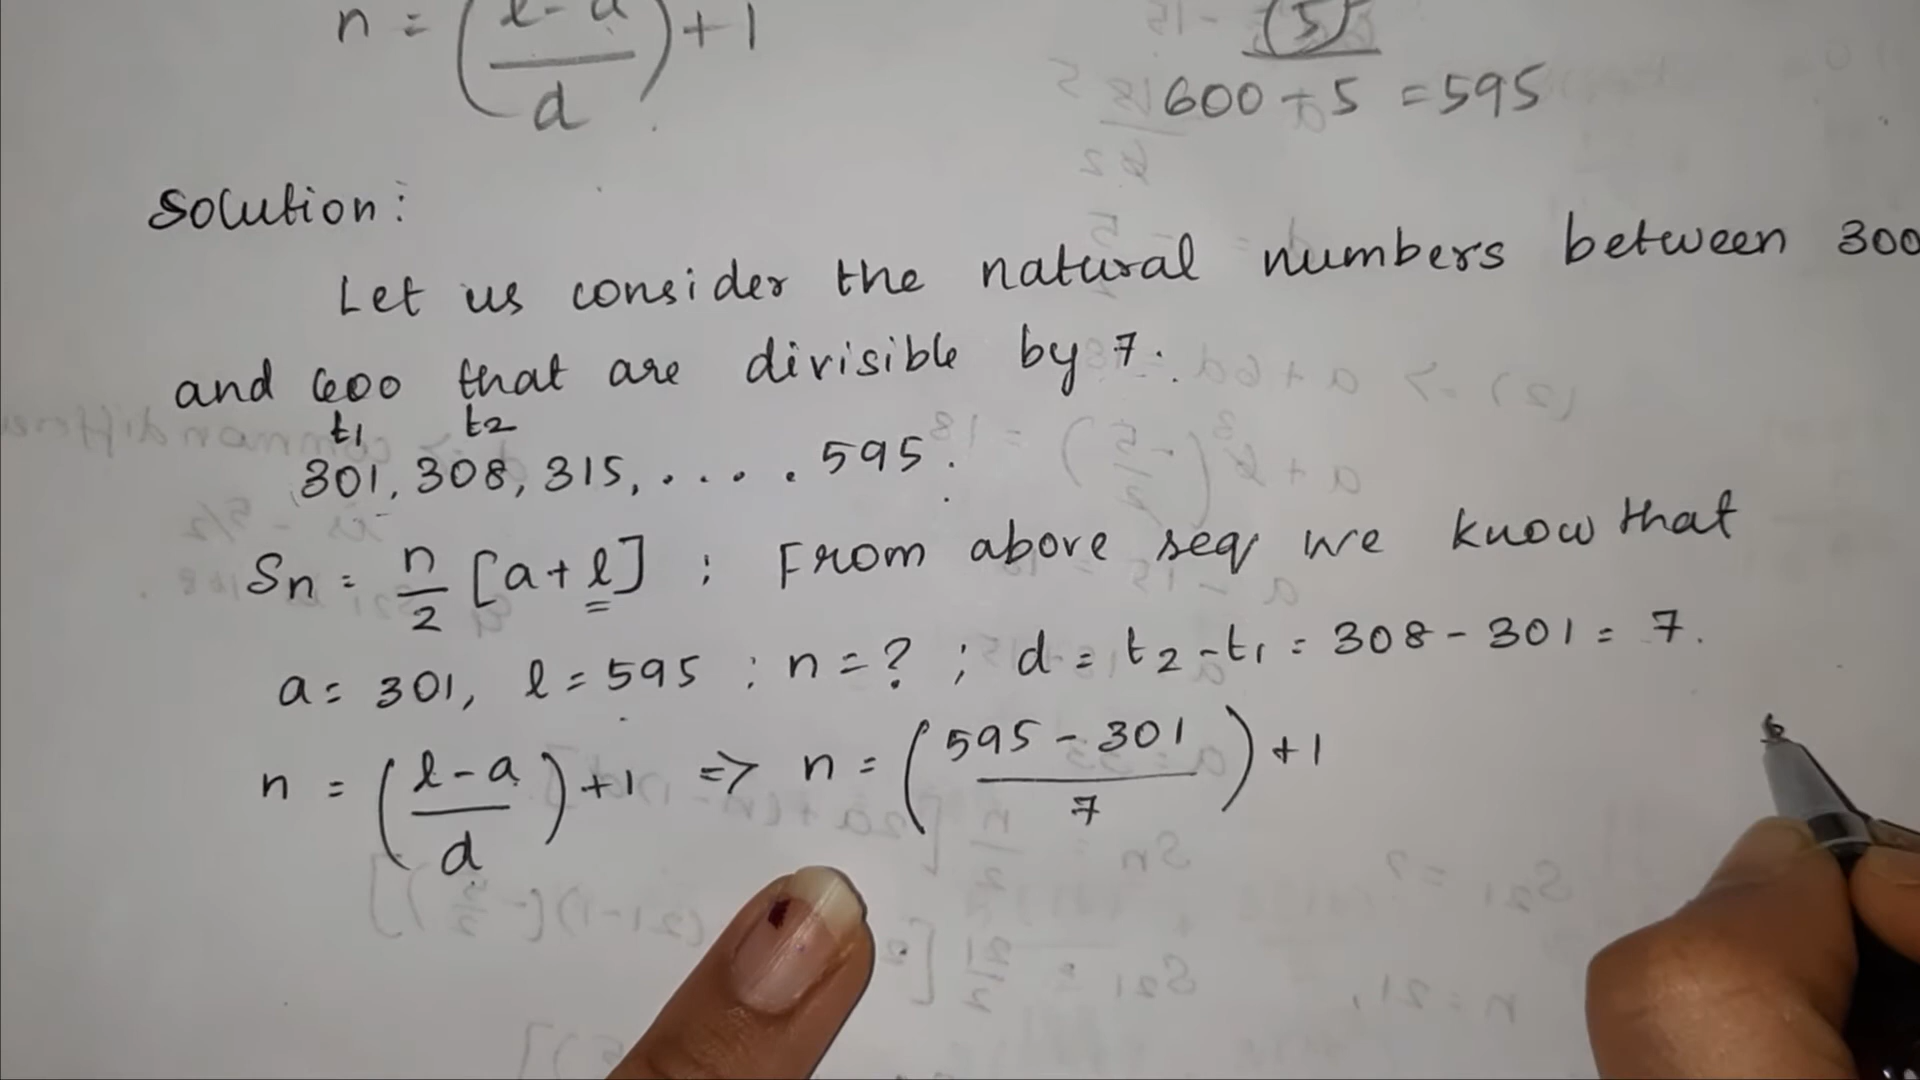 n = (l - a / d) + 1
(5)
600 - 5 = 595
Solution:
Let us consider the natural numbers between 300
and 600 that are divisible by 7.
t1 t2
301, 308, 315, . . . . 595.
Sn = n/2 [a + l] ; From above seq we know that
a = 301, l = 595 ; n = ? ; d = t2 - t1 = 308 - 301 = 7.
n = (l - a / d) + 1 => n = (595 - 301 / 7) + 1